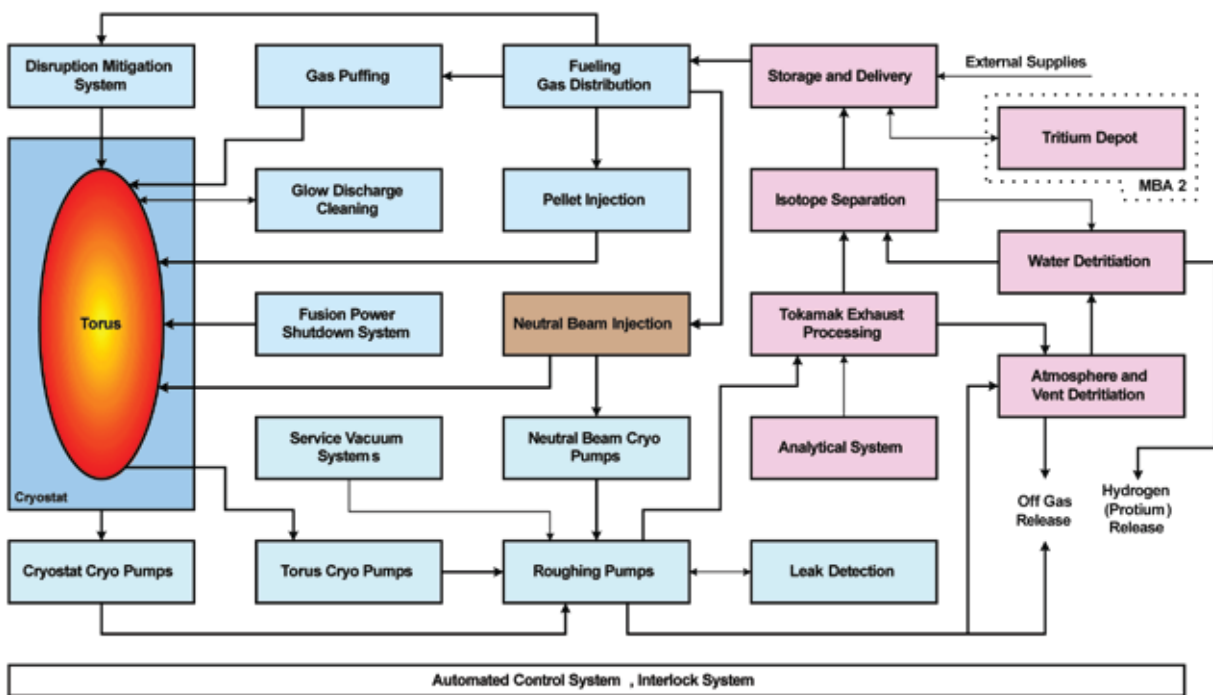 Disruption Mitigation
System
Gas Puffing
Fueling
Gas Distribution
Storage and Delivery
External Supplies
Tritium Depot
MBA 2
Glow Discharge
Cleaning
Pellet Injection
Isotope Separation
Water Detritiation
Torus
Fusion Power
Shutdown System
Neutral Beam Injection
Tokamak Exhaust
Processing
Atmosphere and
Vent Detritiation
Service Vacuum
Systems
Neutral Beam Cryo
Pumps
Analytical System
Cryostat
Off Gas
Release
Hydrogen
(Protium)
Release
Cryostat Cryo Pumps
Torus Cryo Pumps
Roughing Pumps
Leak Detection
Automated Control System , Interlock System